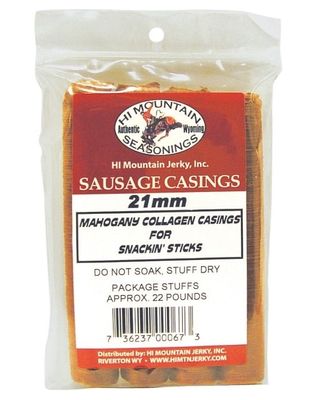 HI MOUNTAIN
Authentic Wyoming
SEASONINGS
HI Mountain Jerky, Inc.
SAUSAGE CASINGS
21mm
MAHOGANY COLLAGEN CASINGS
FOR
SNACKIN' STICKS
DO NOT SOAK, STUFF DRY
PACKAGE STUFFS
APPROX. 22 POUNDS
7 36237 00067 3
Distributed by: HI MOUNTAIN JERKY, INC.
RIVERTON WY • WWW.HIMTNJERKY.COM